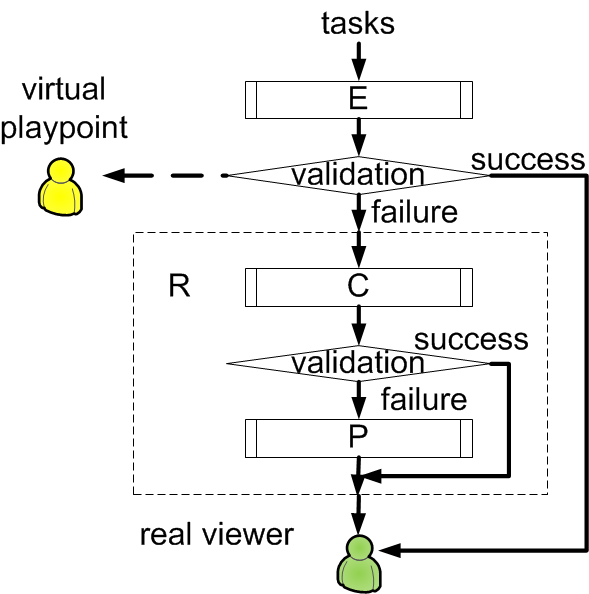 tasks
virtual
playpoint
E
validation
success
failure
R
C
success
validation
failure
P
real viewer